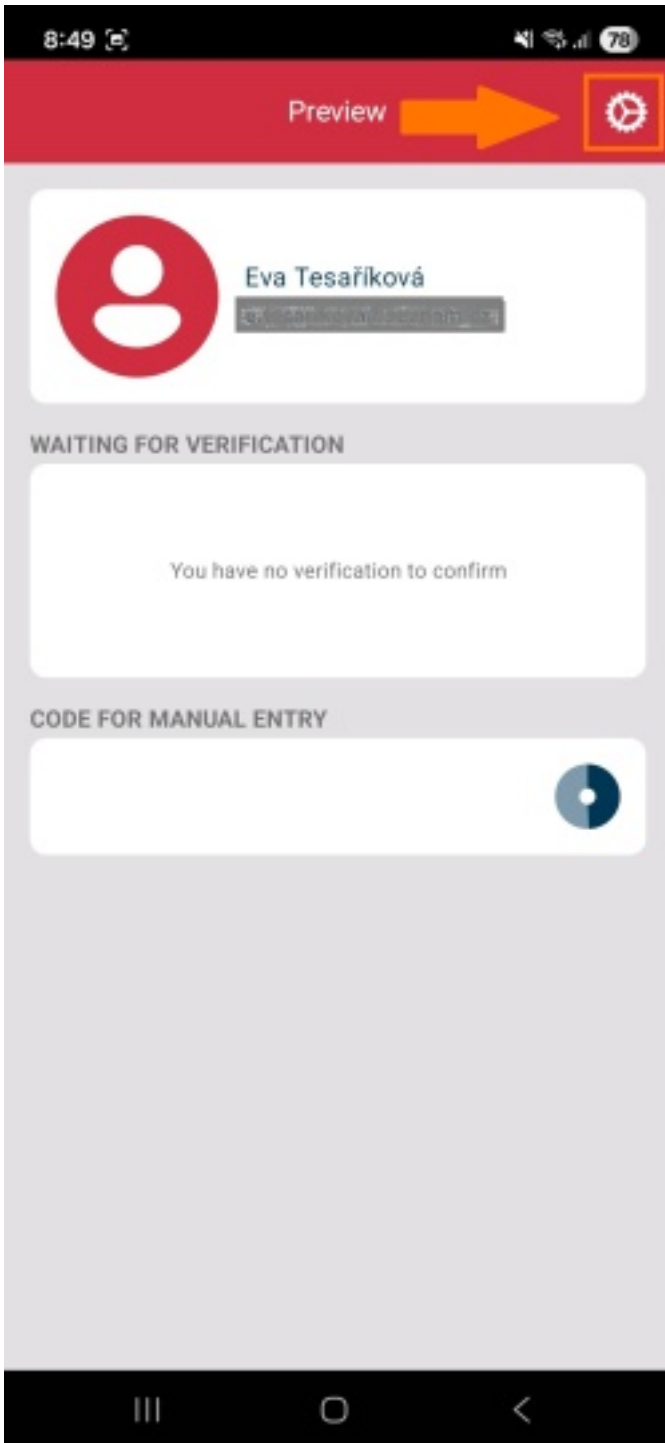 8:49
78
Preview
Eva Tesaříková
WAITING FOR VERIFICATION
You have no verification to confirm
CODE FOR MANUAL ENTRY